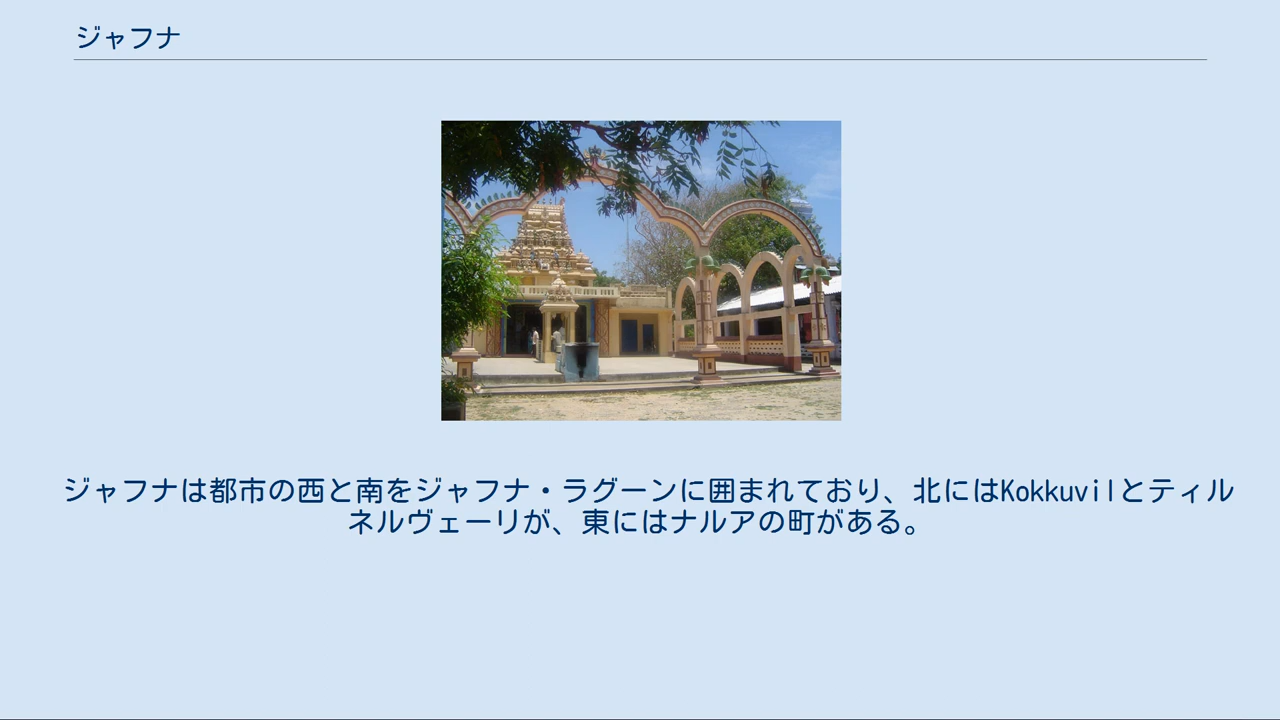 ジャフナ
ジャフナは都市の西と南をジャフナ・ラグーンに囲まれており、北にはKokkuvilとティル
ネルヴェーリが、東にはナルアの町がある。